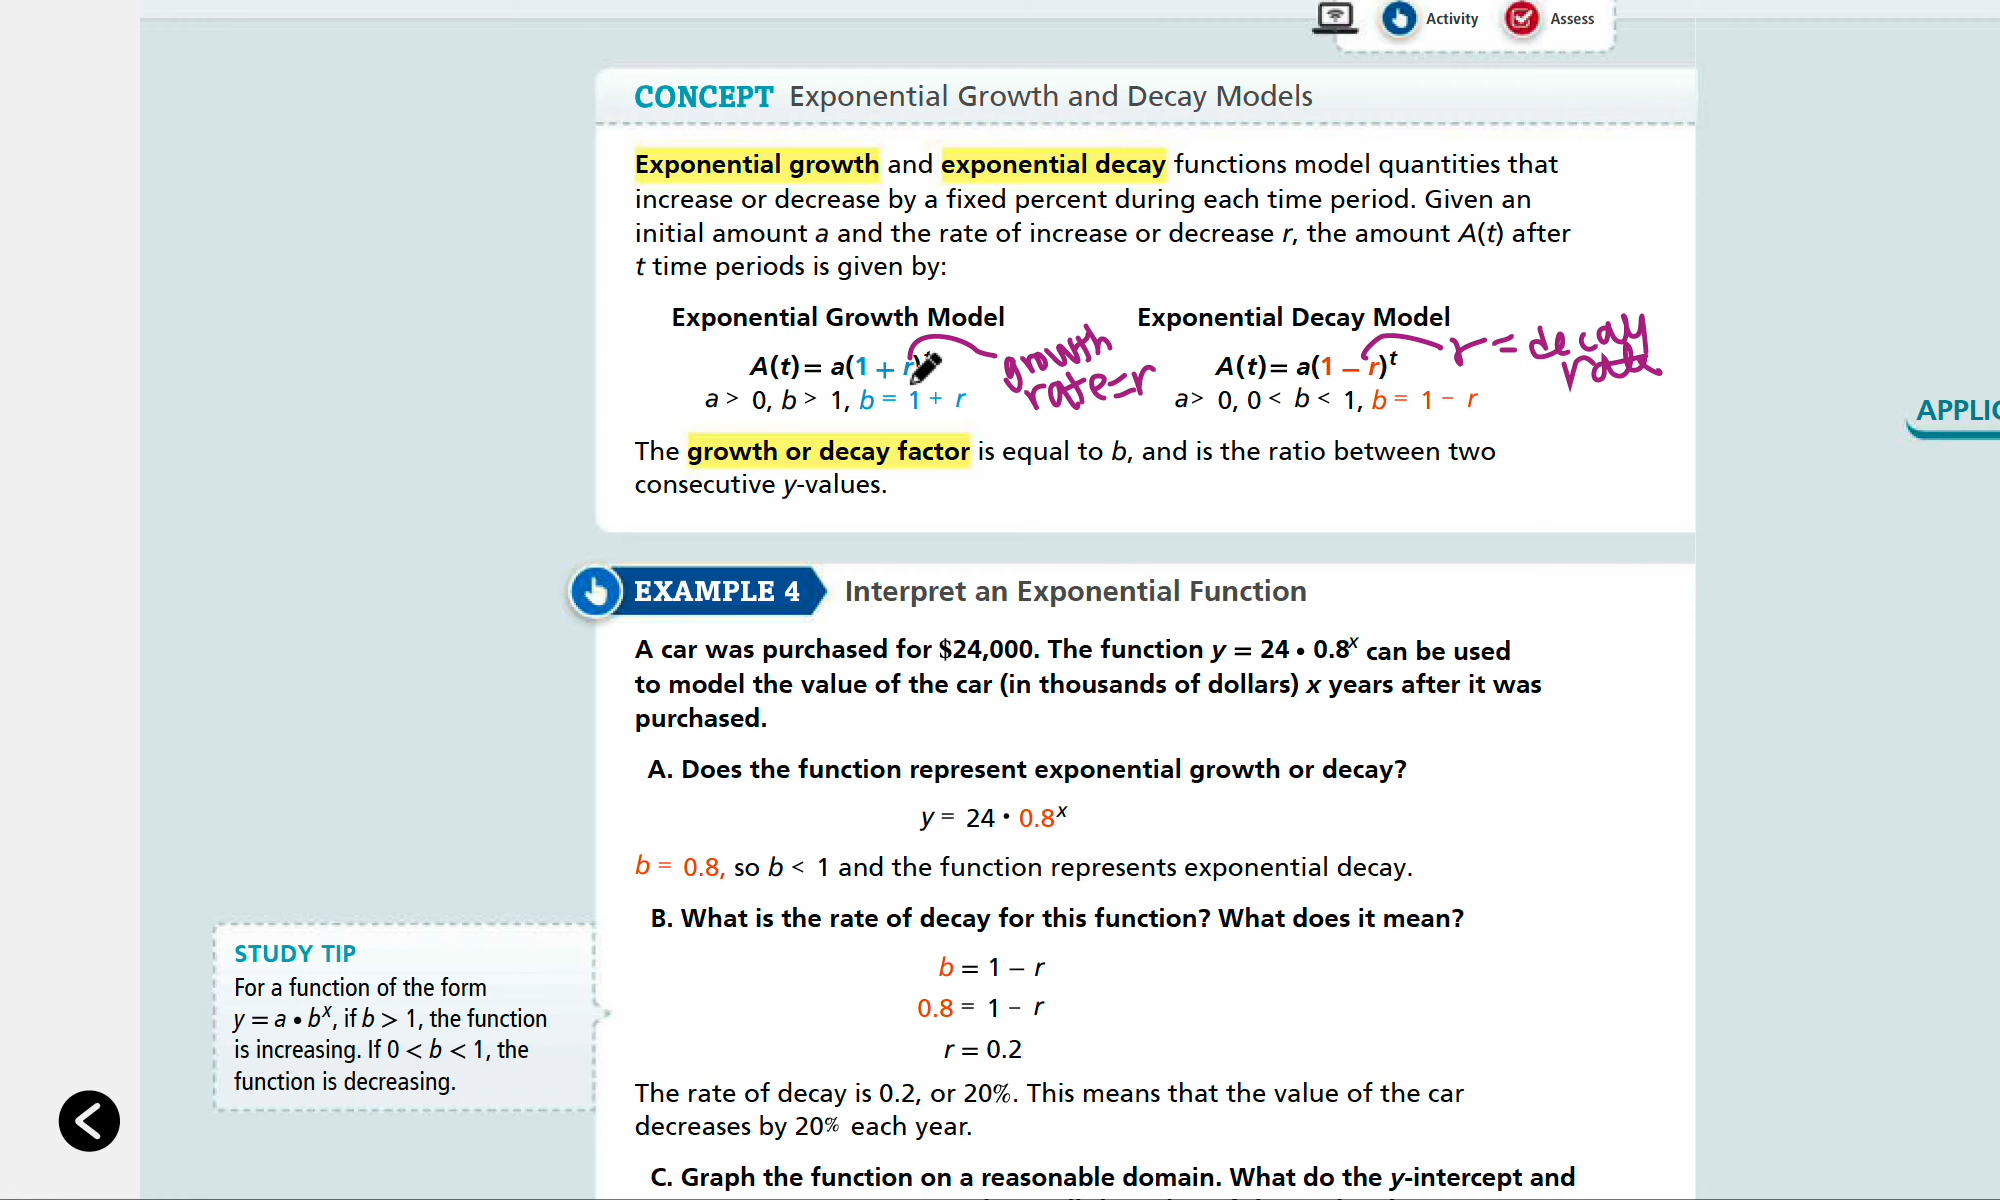 Activity Assess
CONCEPT Exponential Growth and Decay Models
Exponential growth and exponential decay functions model quantities that
increase or decrease by a fixed percent during each time period. Given an
initial amount a and the rate of increase or decrease r, the amount A(t) after
t time periods is given by:
Exponential Growth Model
A(t) = a(1 + r)
a > 0, b > 1, b = 1 + r
growth
rate=r
Exponential Decay Model
A(t) = a(1 − r)ᵗ
a > 0, 0 < b < 1, b = 1 − r
r = decay
rate
The growth or decay factor is equal to b, and is the ratio between two
consecutive y-values.
EXAMPLE 4 Interpret an Exponential Function
A car was purchased for $24,000. The function y = 24 • 0.8ˣ can be used
to model the value of the car (in thousands of dollars) x years after it was
purchased.
A. Does the function represent exponential growth or decay?
y = 24 • 0.8ˣ
b = 0.8, so b < 1 and the function represents exponential decay.
B. What is the rate of decay for this function? What does it mean?
b = 1 − r
0.8 = 1 − r
r = 0.2
The rate of decay is 0.2, or 20%. This means that the value of the car
decreases by 20% each year.
C. Graph the function on a reasonable domain. What do the y-intercept and
STUDY TIP
For a function of the form
y = a • bˣ, if b > 1, the function
is increasing. If 0 < b < 1, the
function is decreasing.
APPLIC